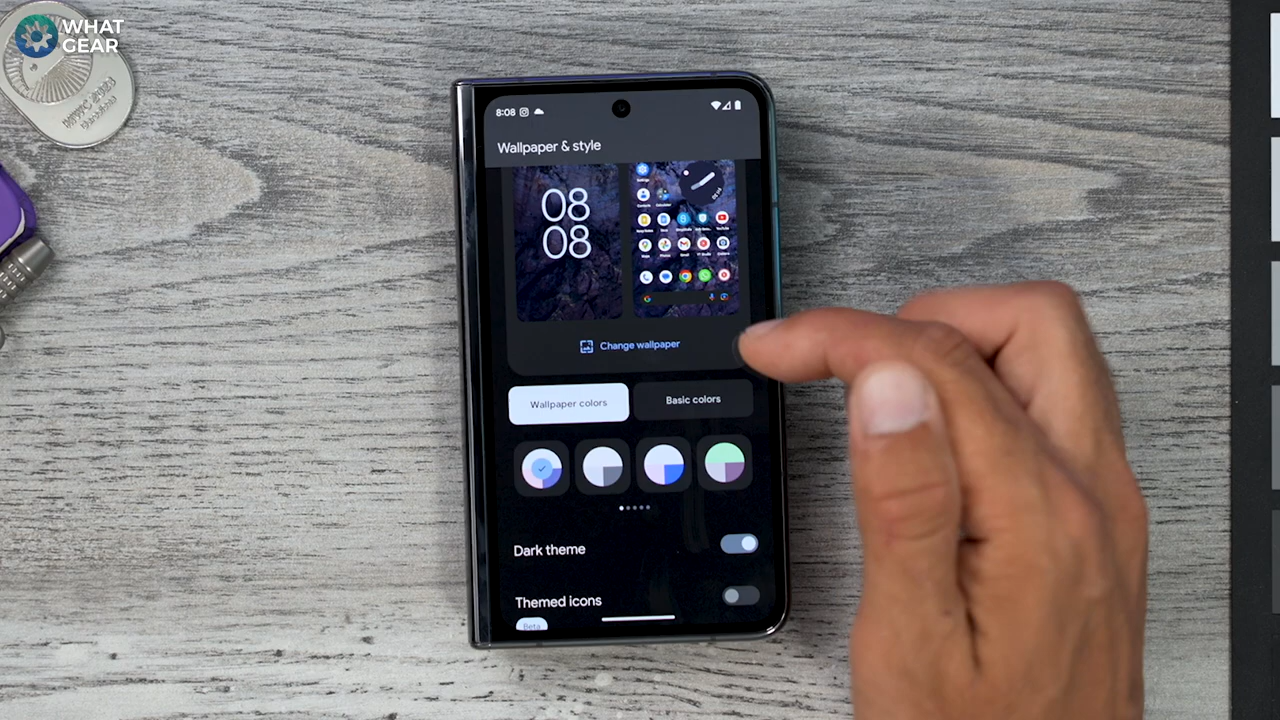 WHAT
GEAR
8:08
Wallpaper & style
08
08
Change wallpaper
Wallpaper colors
Basic colors
Dark theme
Themed icons
Beta